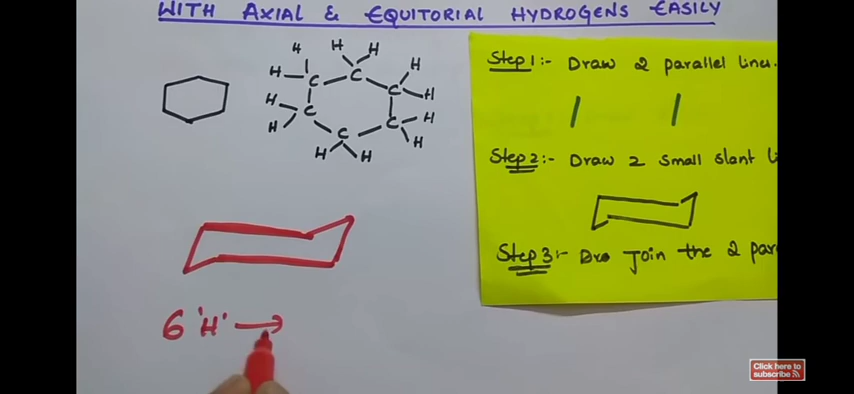 WITH AXIAL & EQUITORIAL HYDROGENS EASILY
H H H
H C C H
C H
H C
H C H
H C H
H H
Step 1:- Draw 2 parallel lines.
Step 2:- Draw 2 small slant
Step 3:- Dra Join the 2
6 'H' →
Click here to
subscribe